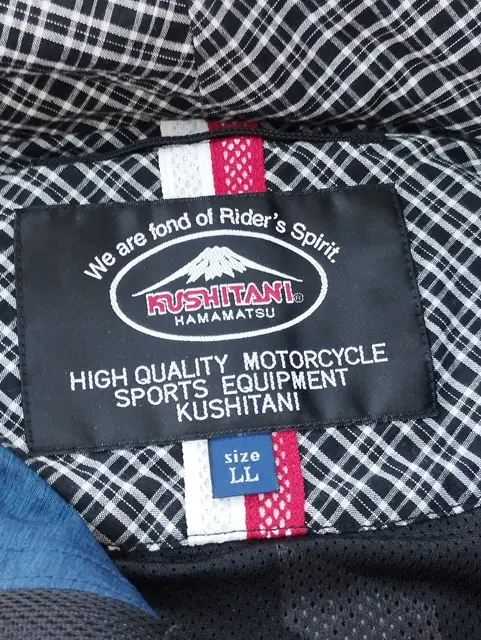 We are fond of Rider's Spirit.
KUSHITANI®
HAMAMATSU
HIGH QUALITY MOTORCYCLE
SPORTS EQUIPMENT
KUSHITANI
size
LL